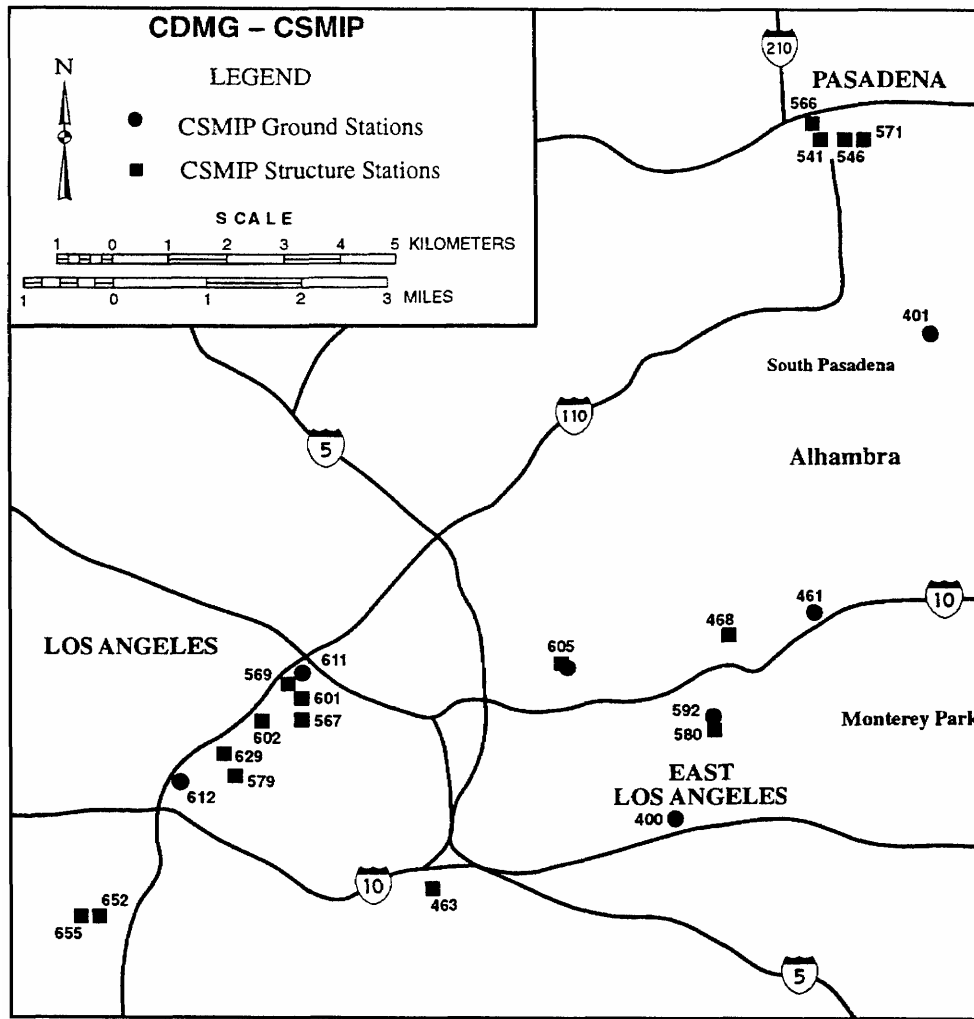 CDMG – CSMIP
N
LEGEND
CSMIP Ground Stations
CSMIP Structure Stations
SCALE
1 0 1 2 3 4 5 KILOMETERS
1 0 1 2 3 MILES
210
PASADENA
566
571
541 546
401
South Pasadena
110
5
Alhambra
461
10
468
LOS ANGELES
605
611
569
601
592
567
602
580
Monterey Park
629
579
EAST
LOS ANGELES
612
400
10
463
652
655
5